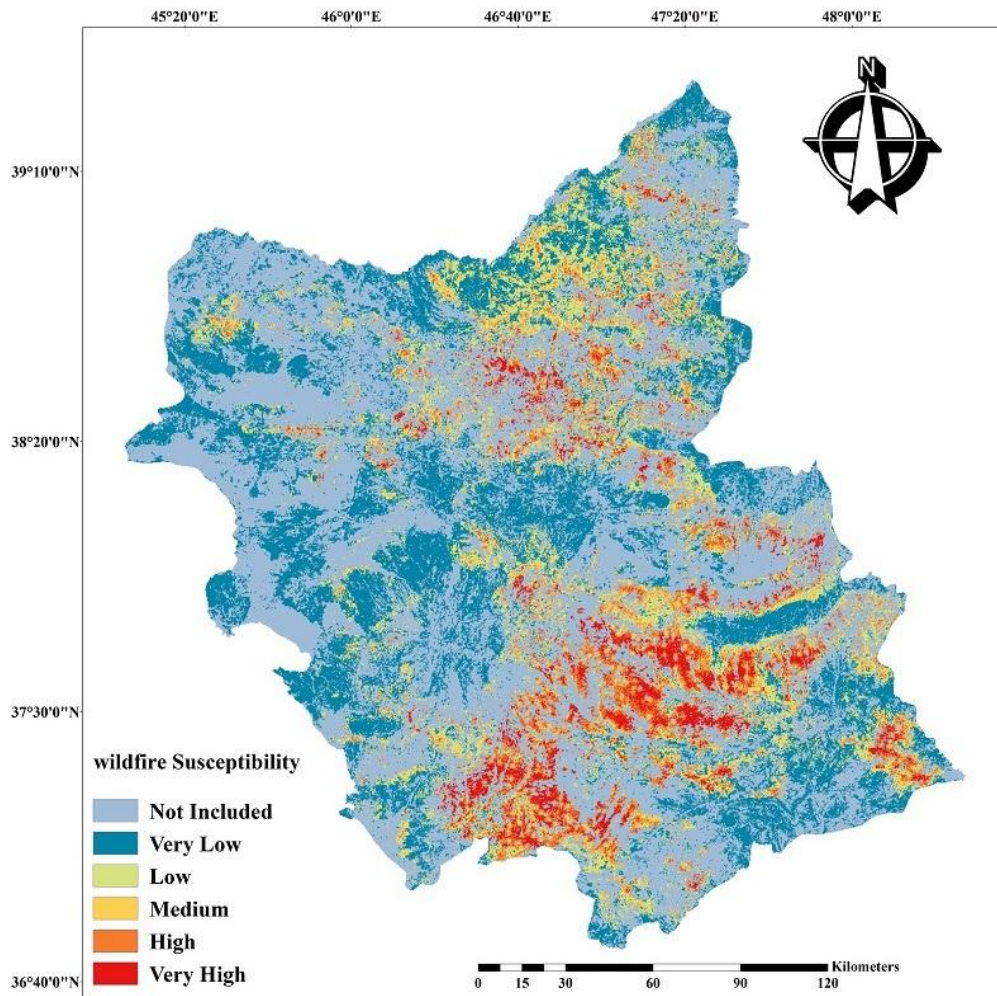 45°20'0"E 46°0'0"E 46°40'0"E 47°20'0"E 48°0'0"E
N
39°10'0"N
38°20'0"N
37°30'0"N
wildfire Susceptibility
Not Included
Very Low
Low
Medium
High
Very High
36°40'0"N
Kilometers
0 15 30 60 90 120